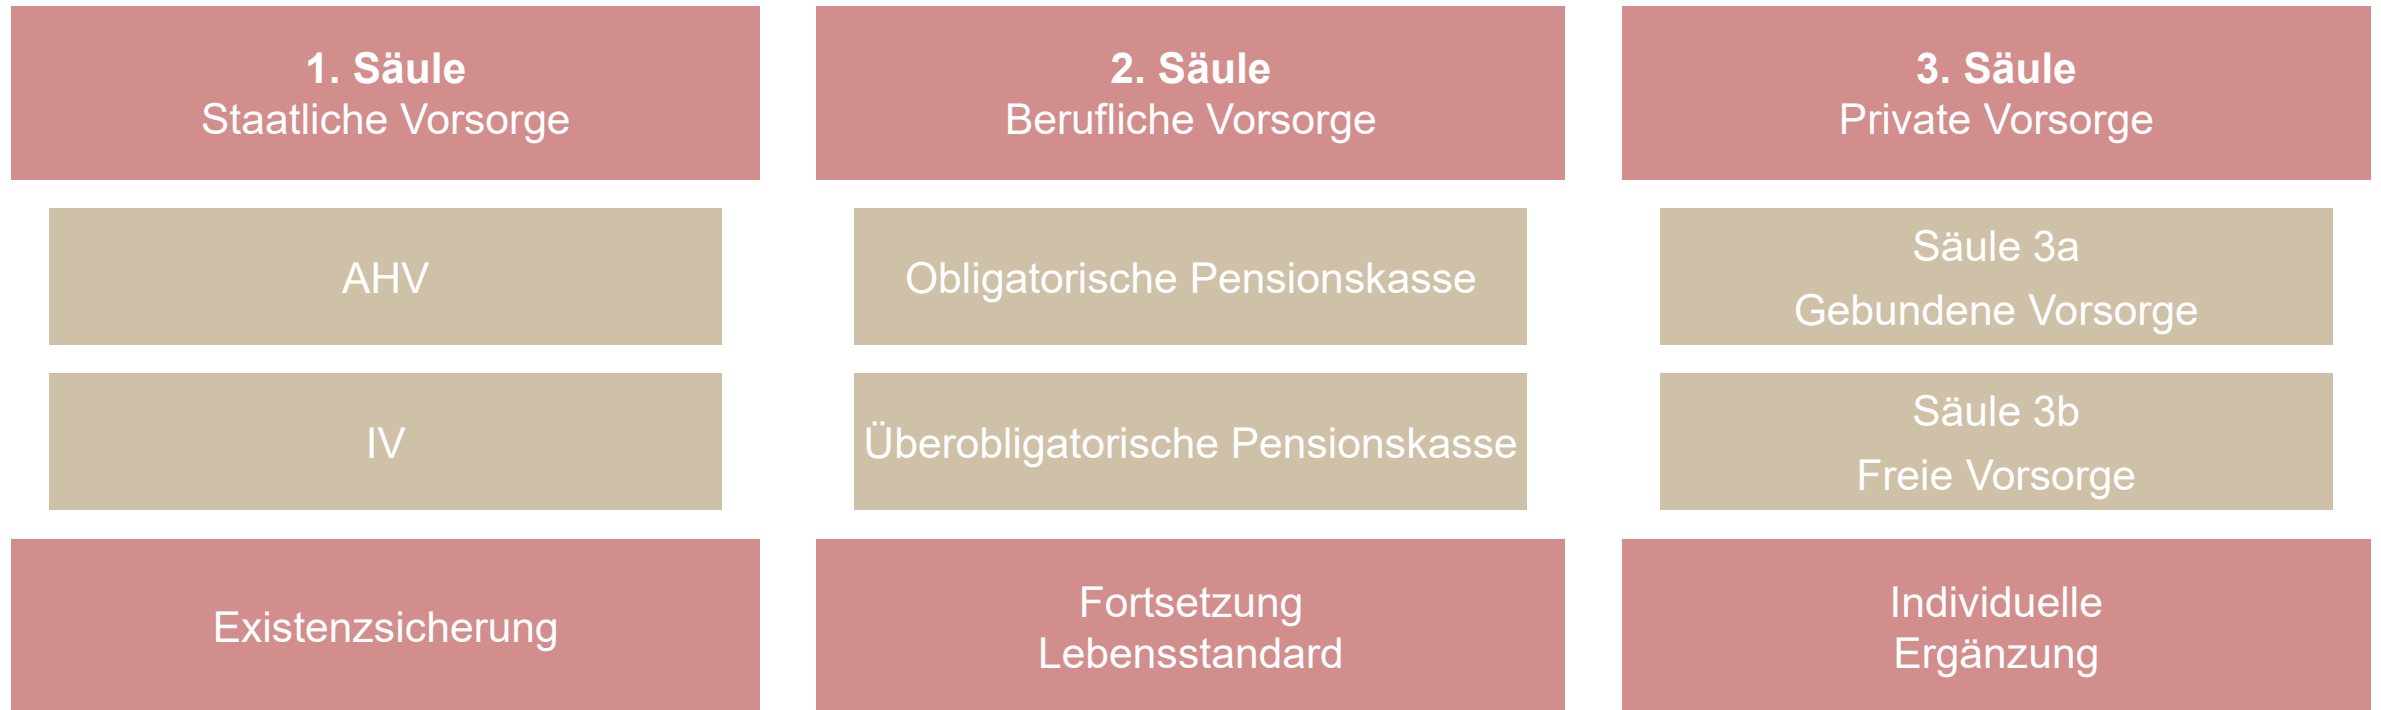 1. Säule
Staatliche Vorsorge
AHV
IV
Existenzsicherung
2. Säule
Berufliche Vorsorge
Obligatorische Pensionskasse
Überobligatorische Pensionskasse
Fortsetzung
Lebensstandard
3. Säule
Private Vorsorge
Säule 3a
Gebundene Vorsorge
Säule 3b
Freie Vorsorge
Individuelle
Ergänzung